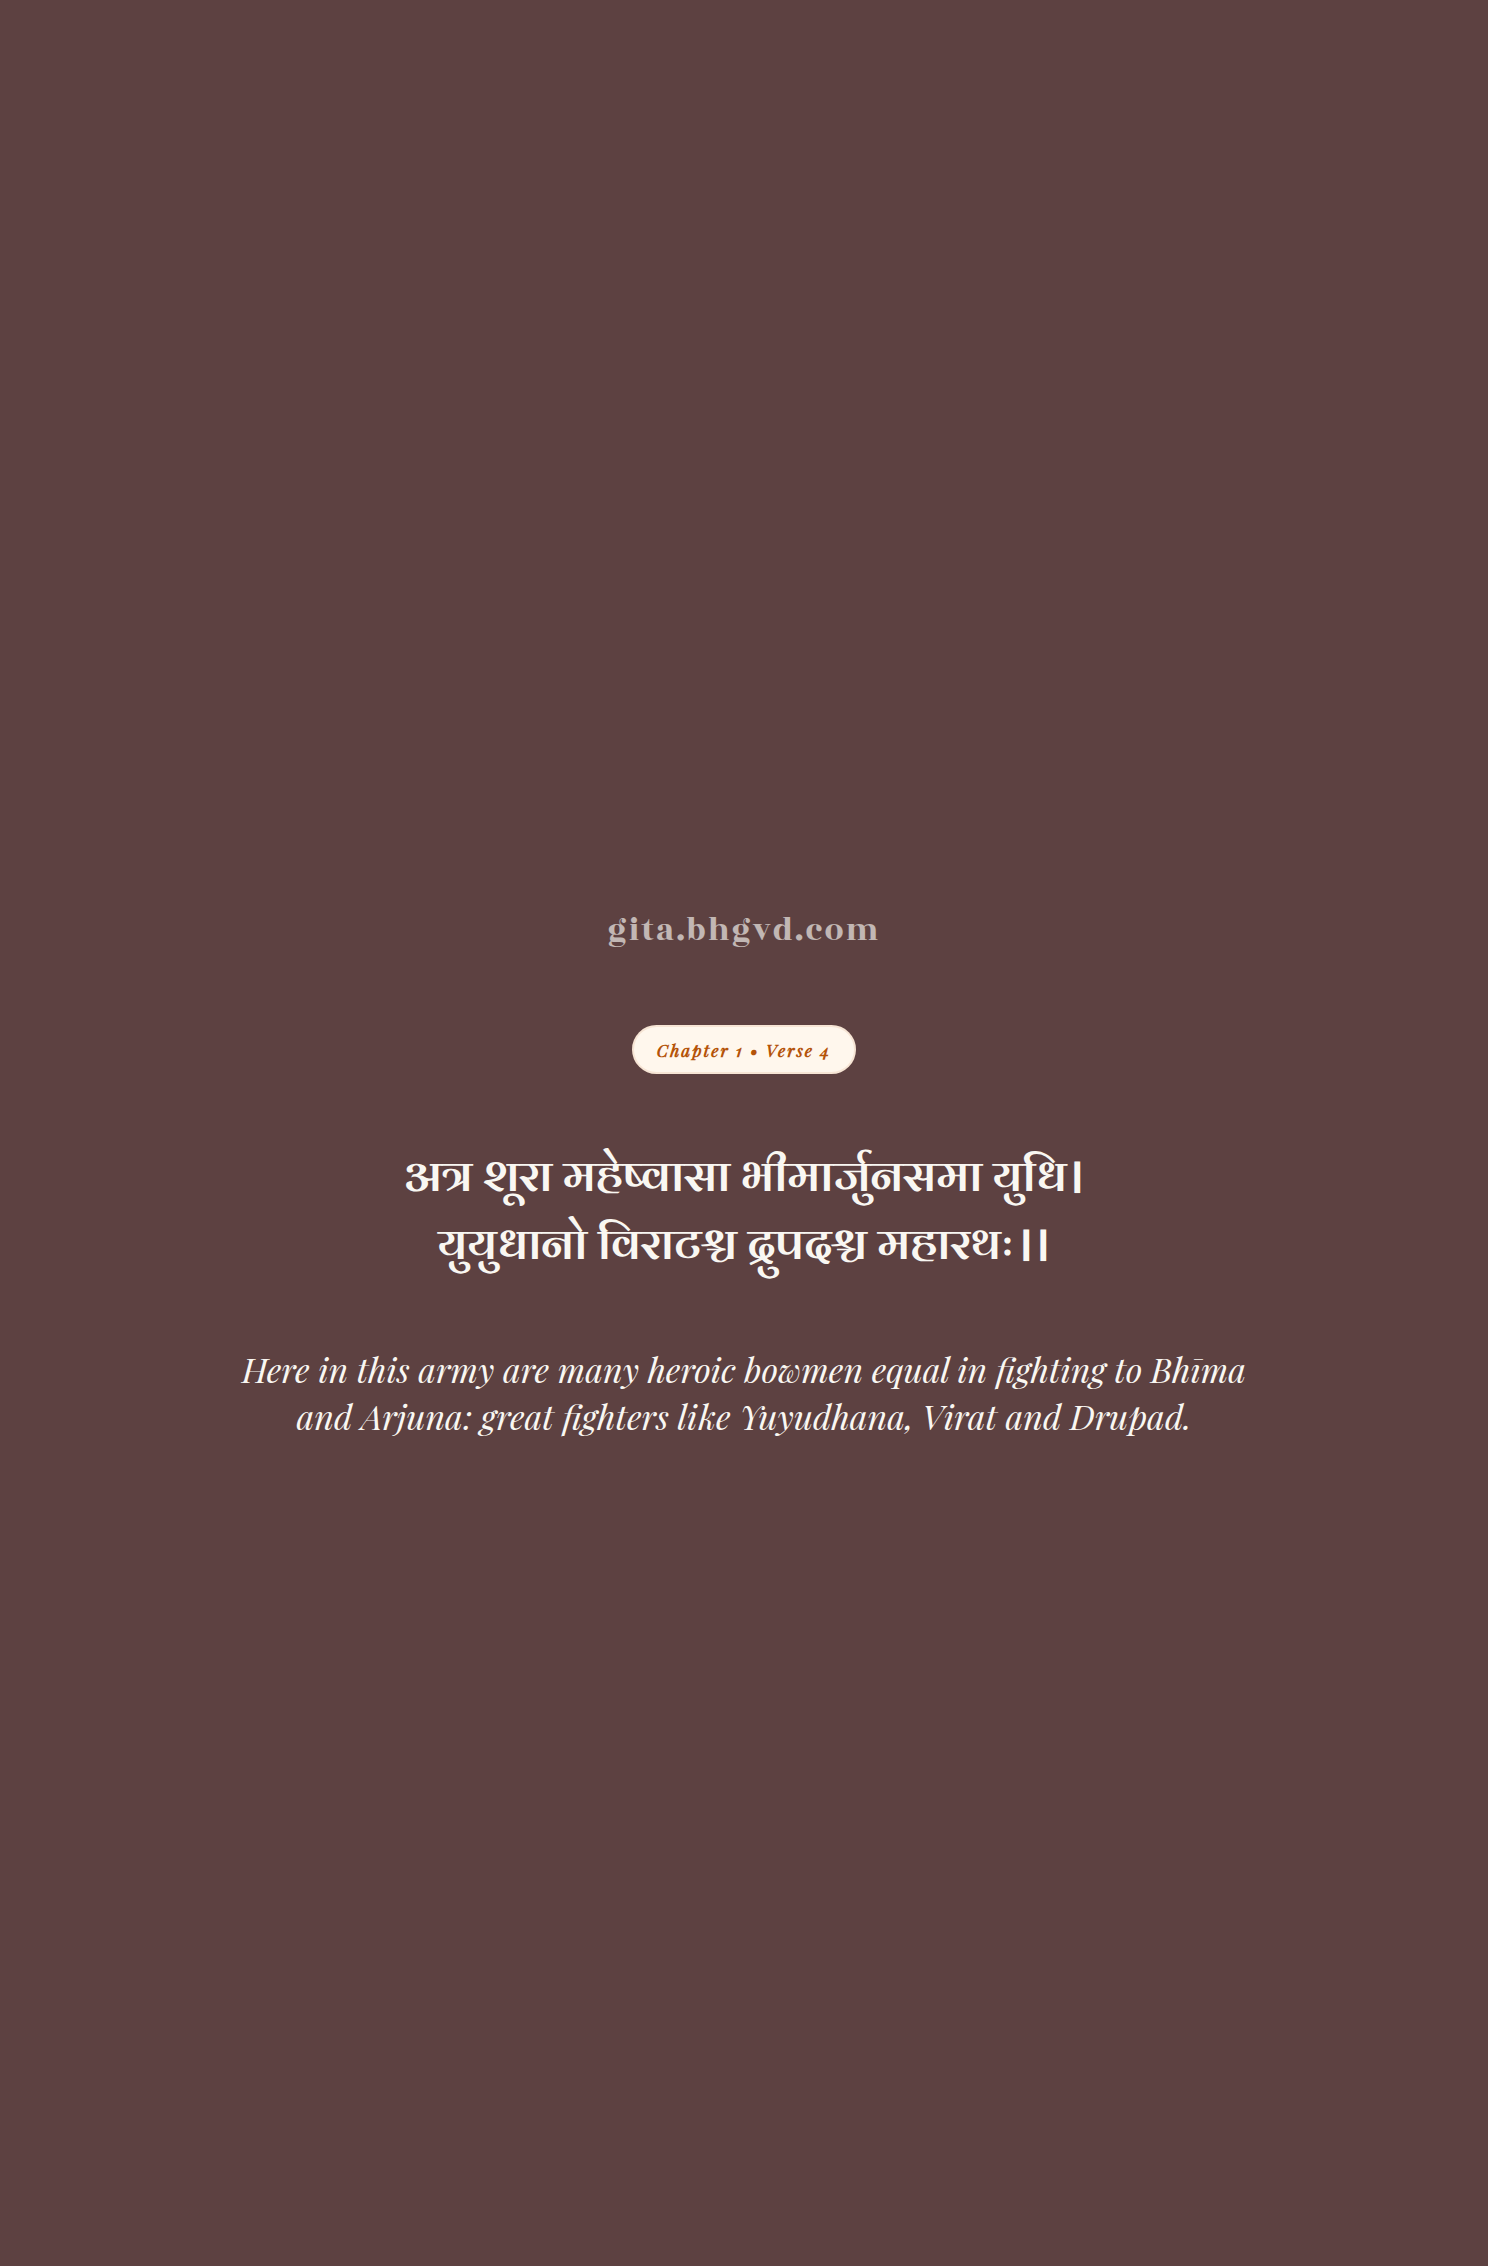 gita.bhgvd.com
Chapter 1 • Verse 4
अत्र शूरा महेष्वासा भीमार्जुनसमा युधि।
युयुधानो विराटश्च द्रुपदश्च महारथः।।
Here in this army are many heroic bowmen equal in fighting to Bhīma
and Arjuna: great fighters like Yuyudhana, Virat and Drupad.